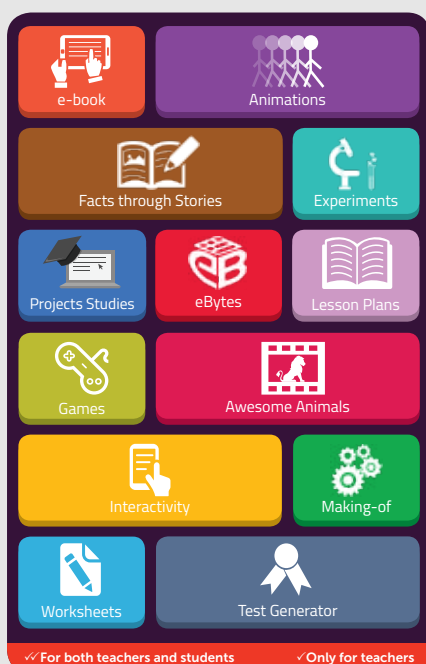 e-book
Animations
Facts through Stories
Experiments
Projects Studies
eBytes
Lesson Plans
Games
Awesome Animals
Interactivity
Making-of
Worksheets
Test Generator
✓✓For both teachers and students ✓Only for teachers